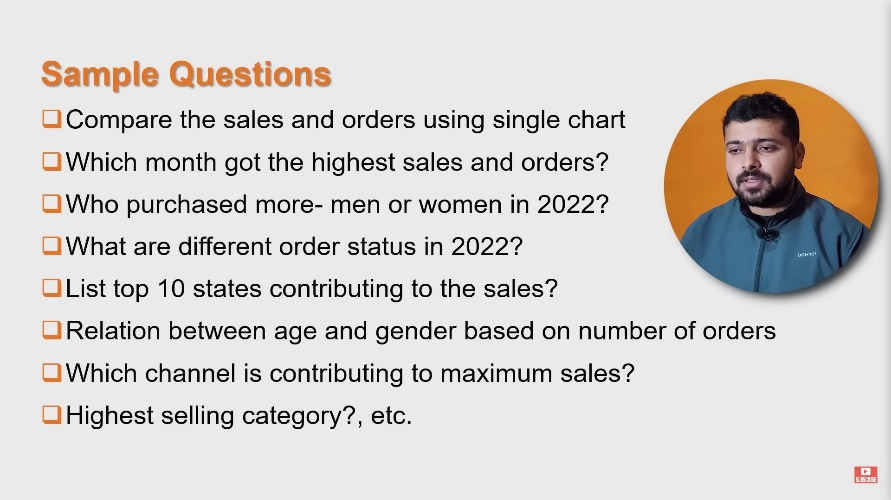 Sample Questions
Compare the sales and orders using single chart
Which month got the highest sales and orders?
Who purchased more- men or women in 2022?
What are different order status in 2022?
List top 10 states contributing to the sales?
Relation between age and gender based on number of orders
Which channel is contributing to maximum sales?
Highest selling category?, etc.
SUBSCRIBE